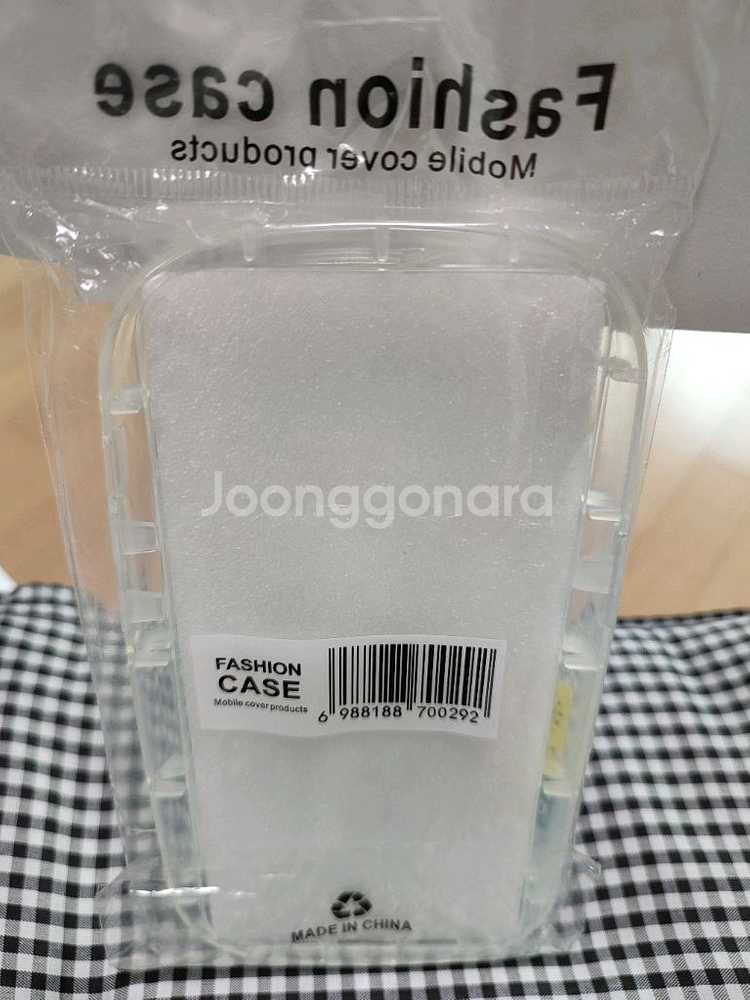 Fashion case
Mobile cover products
Joonggonara
FASHION
CASE
Mobile cover products
6 988188 700292
MADE IN CHINA